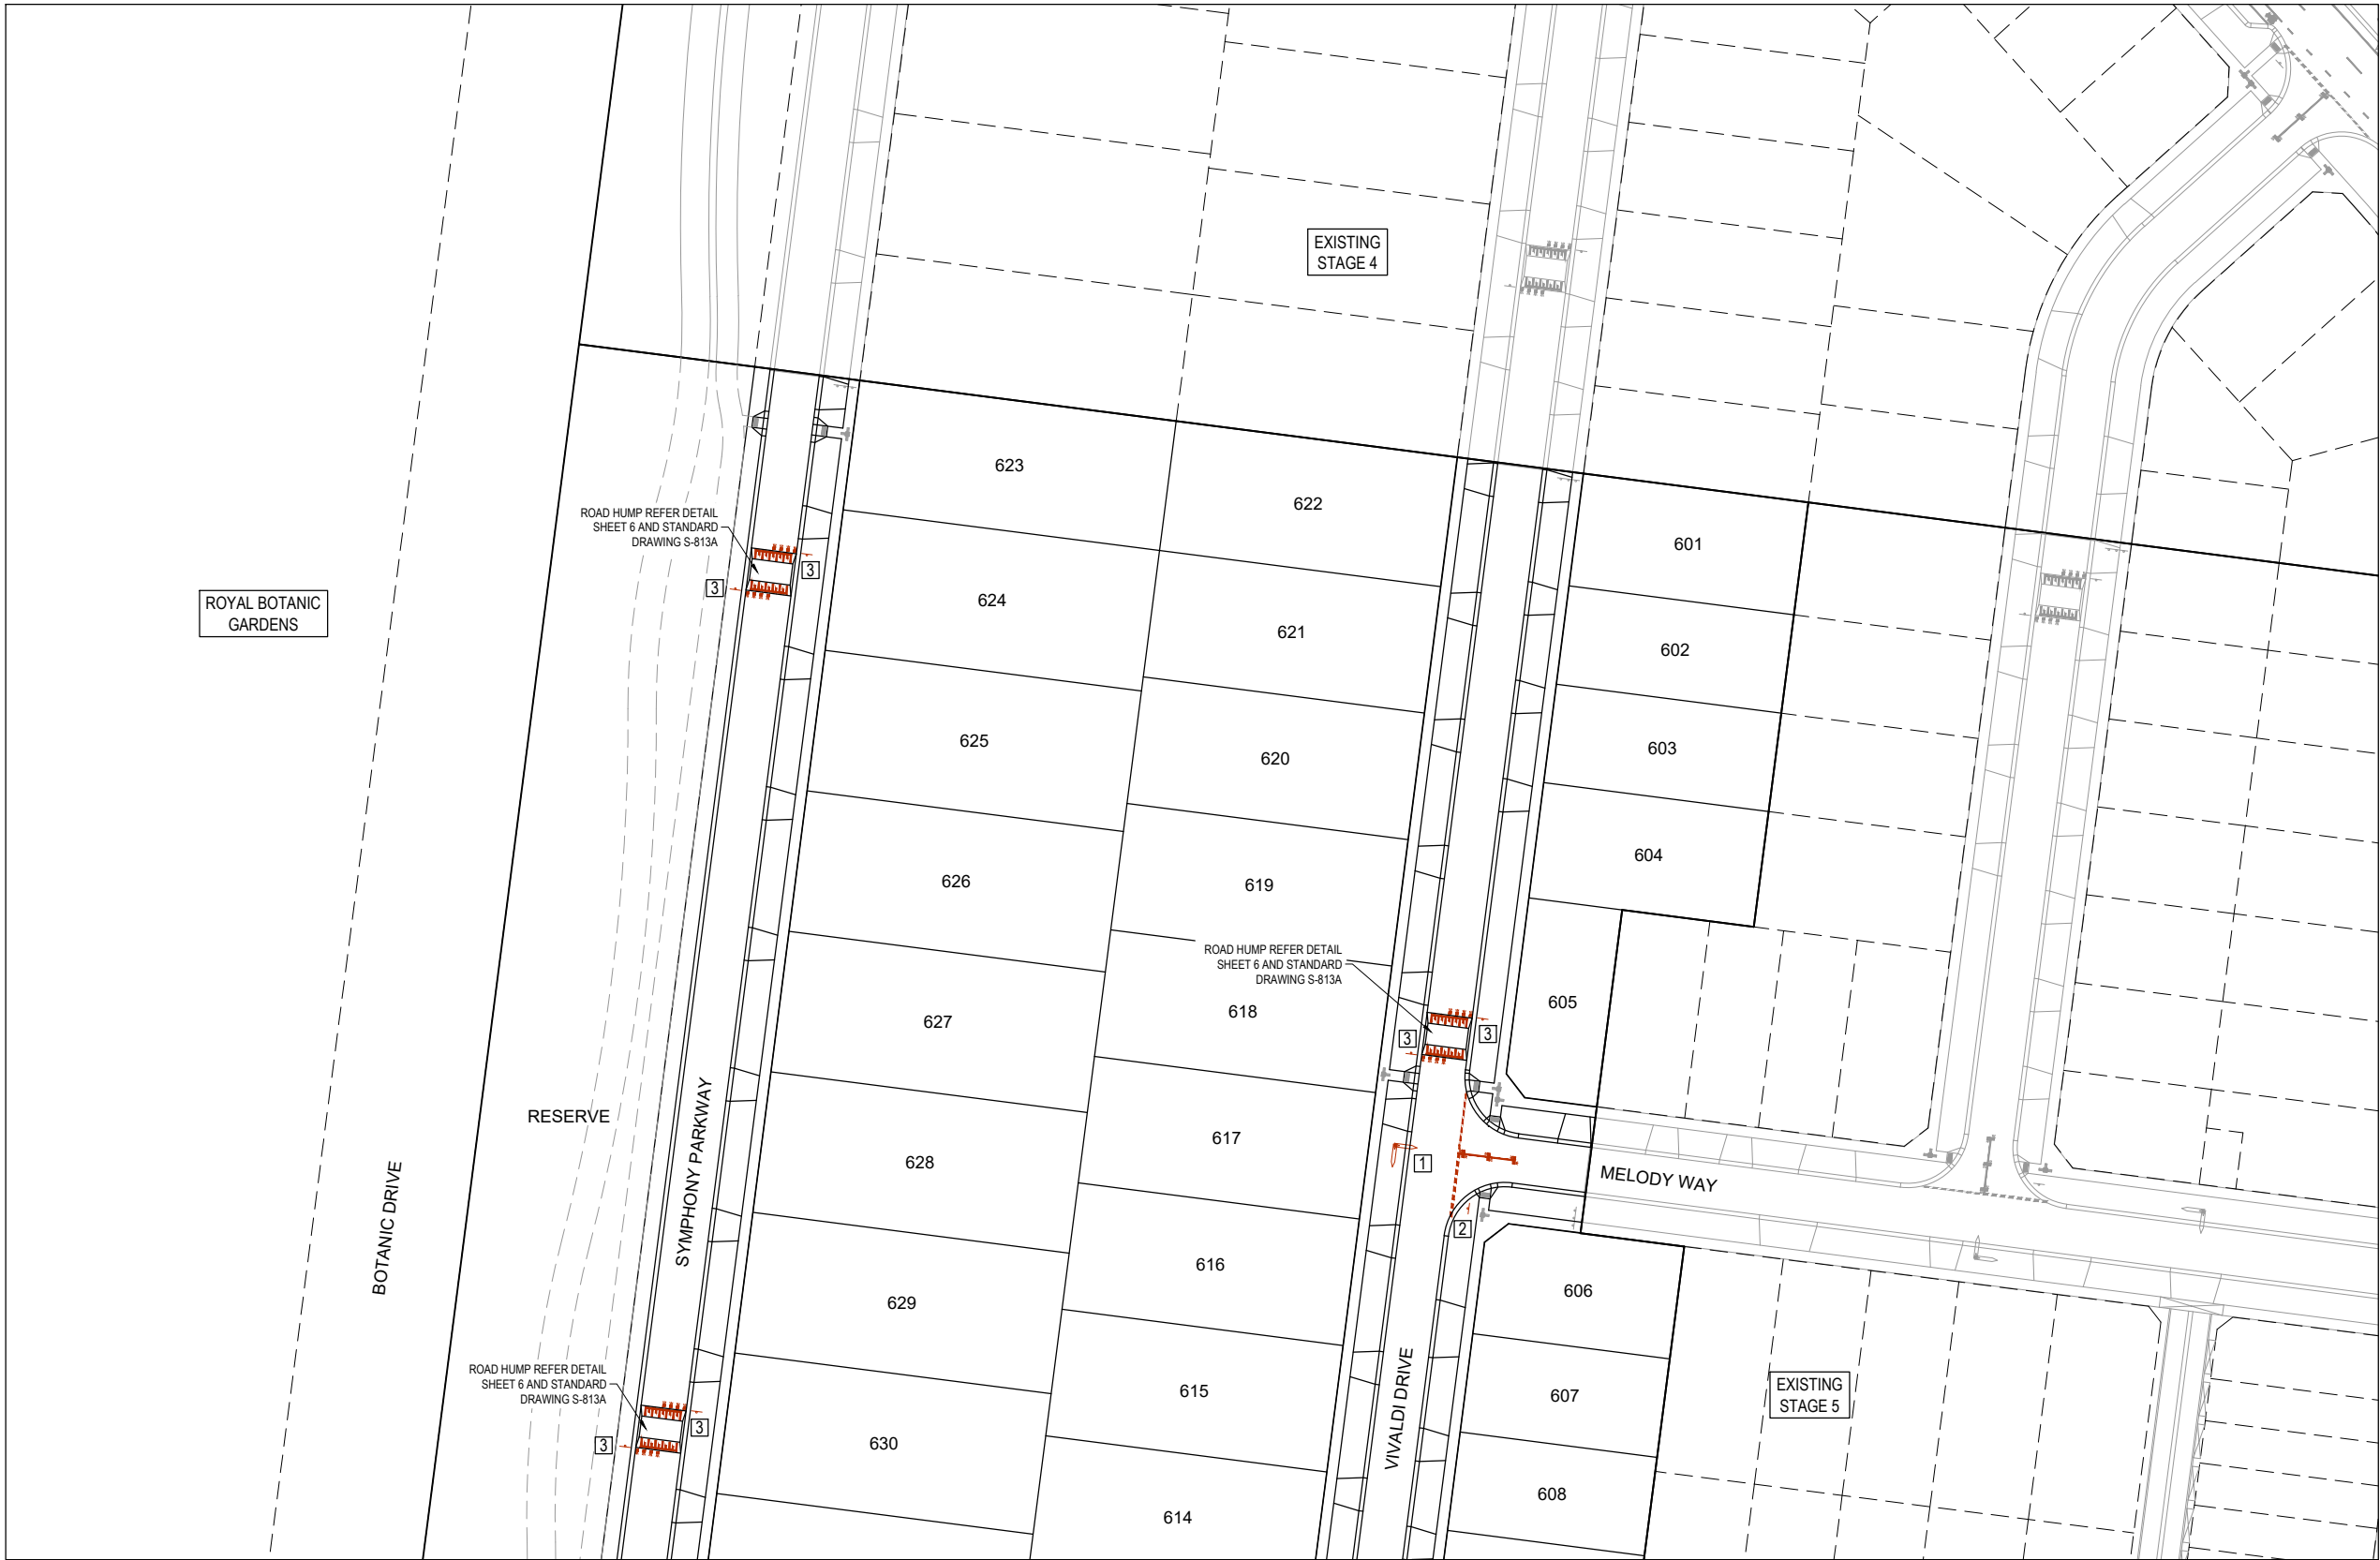 EXISTING
STAGE 4
623
622
ROAD HUMP REFER DETAIL
SHEET 6 AND STANDARD
DRAWING S-813A
601
3
3
ROYAL BOTANIC
GARDENS
624
621
602
625
620
603
626
619
604
ROAD HUMP REFER DETAIL
SHEET 6 AND STANDARD
DRAWING S-813A
627
618
605
3
3
RESERVE
SYMPHONY PARKWAY
617
628
1
MELODY WAY
BOTANIC DRIVE
2
616
606
629
ROAD HUMP REFER DETAIL
SHEET 6 AND STANDARD
DRAWING S-813A
615
VIVALDI DRIVE
607
EXISTING
STAGE 5
3
3
630
608
614